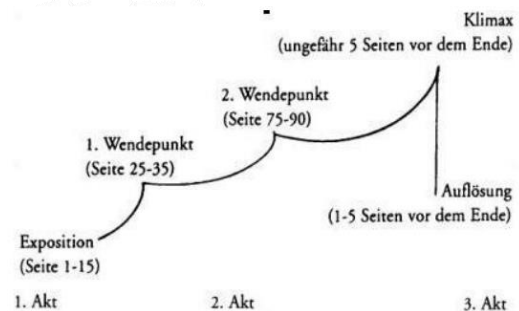 Klimax
(ungefähr 5 Seiten vor dem Ende)
2. Wendepunkt
(Seite 75-90)
1. Wendepunkt
(Seite 25-35)
Auflösung
(1-5 Seiten vor dem Ende)
Exposition
(Seite 1-15)
1. Akt 2. Akt 3. Akt